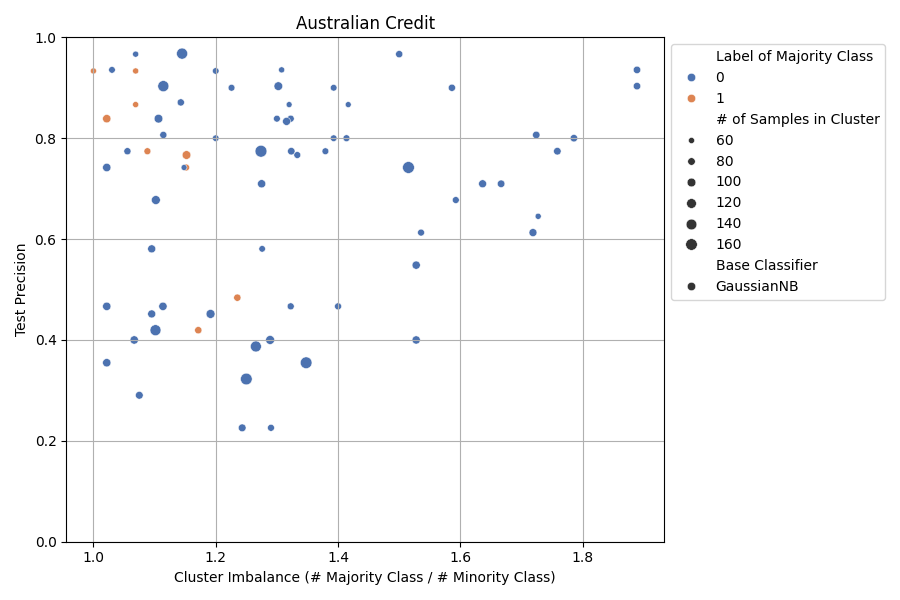 Australian Credit
1.0
0.8
0.6
0.4
0.2
0.0
Test Precision
1.0
1.2
1.4
1.6
1.8
Cluster Imbalance (# Majority Class / # Minority Class)
Label of Majority Class
0
1
# of Samples in Cluster
60
80
100
120
140
160
Base Classifier
GaussianNB